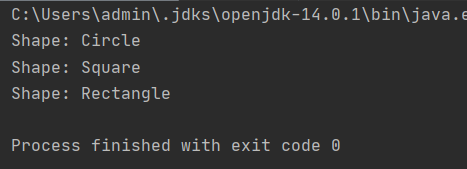 C:\Users\admin\.jdks\openjdk-14.0.1\bin\java.e
Shape: Circle
Shape: Square
Shape: Rectangle
Process finished with exit code 0